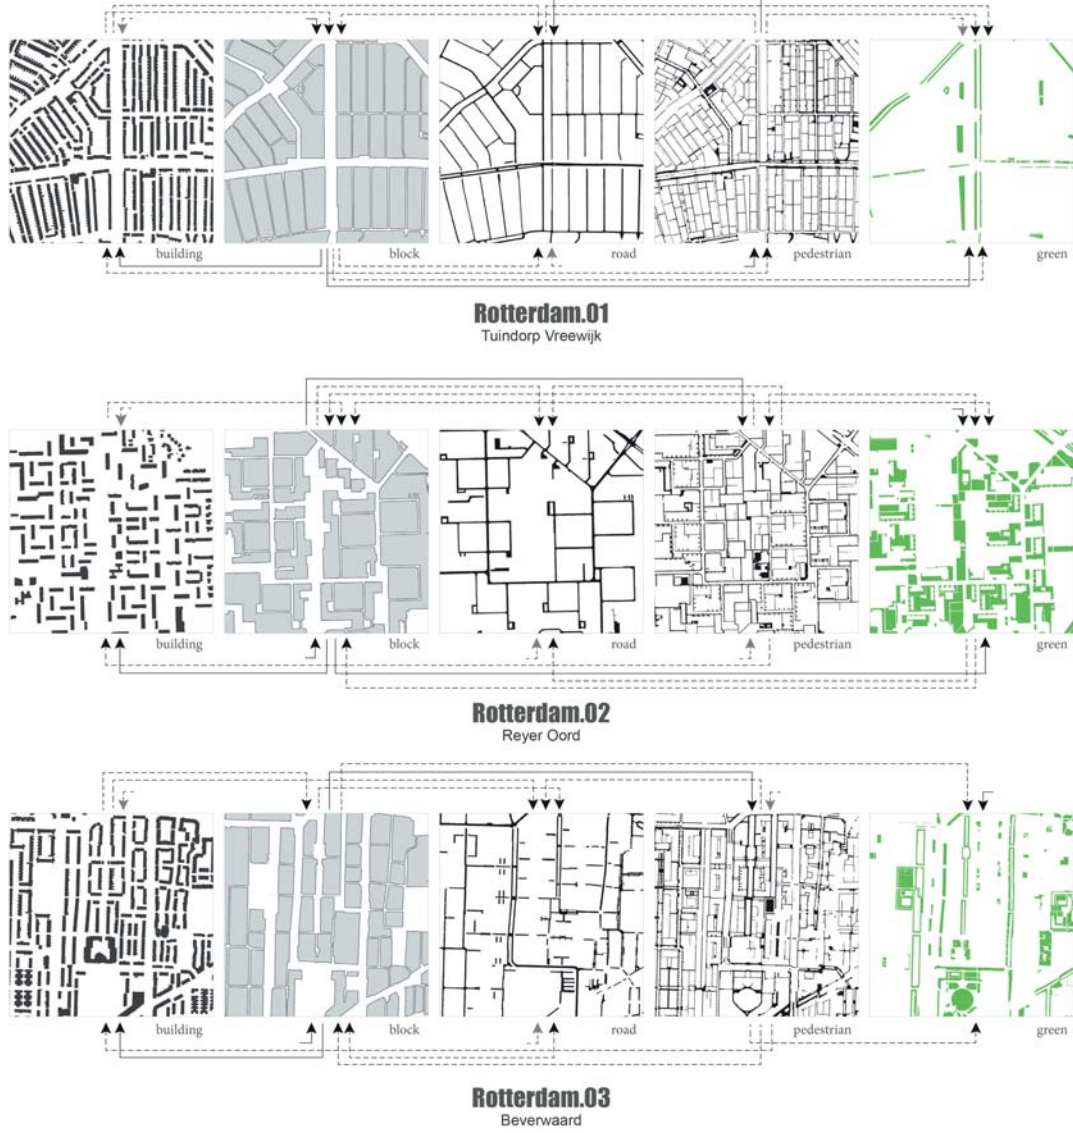 building block road pedestrian green
Rotterdam.01
Tuindorp Vreewijk
building block road pedestrian green
Rotterdam.02
Reyer Oord
building block road pedestrian green
Rotterdam.03
Beverwaard